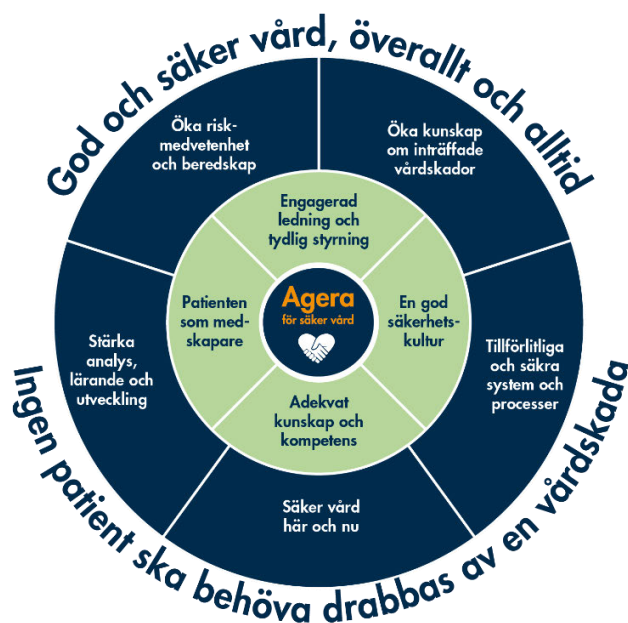 God och säker vård, överallt och alltid
Öka risk-
medvetenhet
och beredskap
Öka kunskap
om inträffade
vårdskador
Engagerad
ledning och
tydlig styrning
Patienten
som med-
skapare
Agera
för säker vård
En god
säkerhets-
kultur
Stärka
analys,
lärande och
utveckling
Tillförlitliga
och säkra
system och
processer
Adekvat
kunskap och
kompetens
Säker vård
här och nu
Ingen patient ska behöva drabbas av en vårdskada